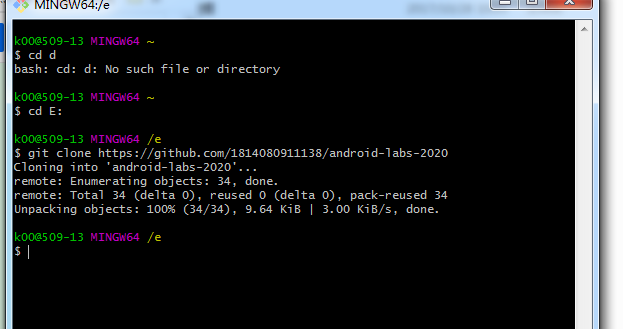 MINGW64:/e
k00@509-13 MINGW64 ~
$ cd d
bash: cd: d: No such file or directory
k00@509-13 MINGW64 ~
$ cd E:
k00@509-13 MINGW64 /e
$ git clone https://github.com/1814080911138/android-labs-2020
Cloning into 'android-labs-2020'...
remote: Enumerating objects: 34, done.
remote: Total 34 (delta 0), reused 0 (delta 0), pack-reused 34
Unpacking objects: 100% (34/34), 9.64 KiB | 3.00 KiB/s, done.
k00@509-13 MINGW64 /e
$